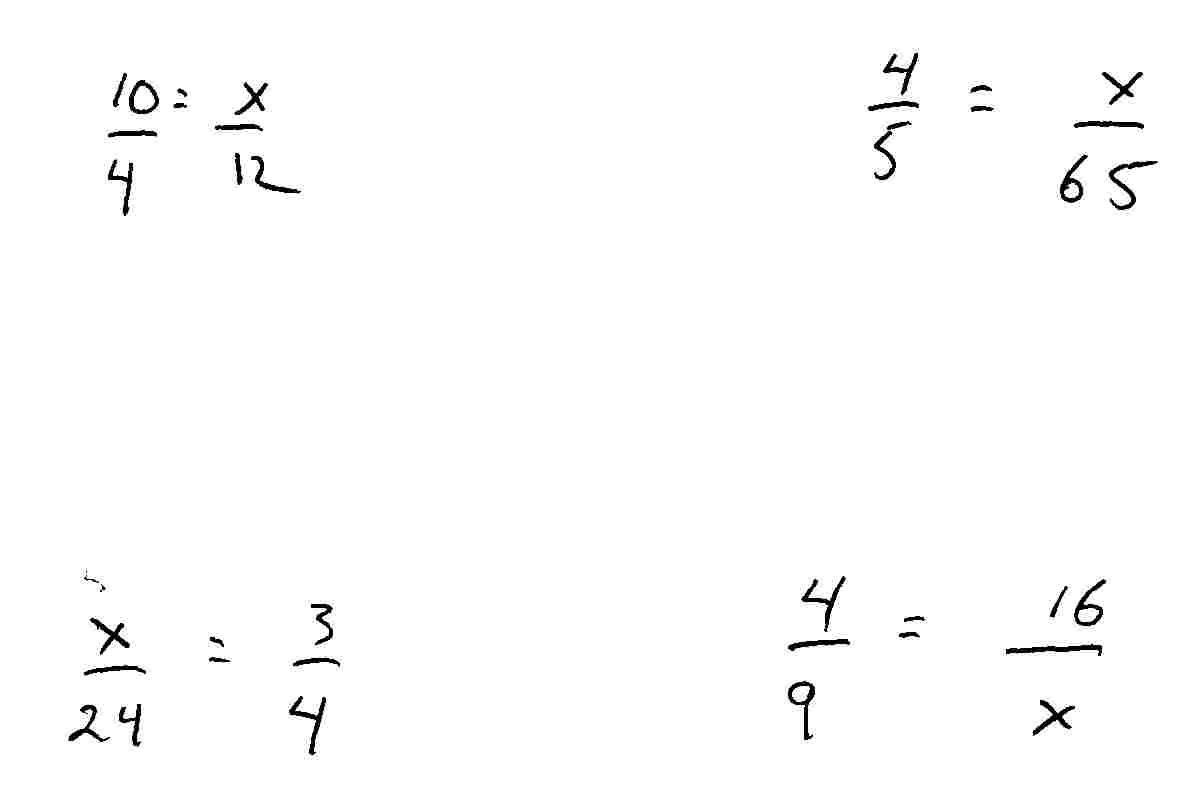 10/4 = x/12
4/5 = x/65
x/24 = 3/4
4/9 = 16/x